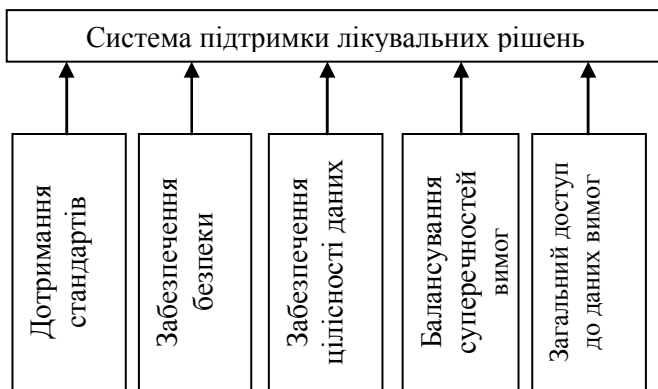 Система підтримки лікувальних рішень
Дотримання
стандартів
Забезпечення
безпеки
Забезпечення
цілісності даних
Балансування
суперечностей
вимог
Загальний доступ
до даних вимог